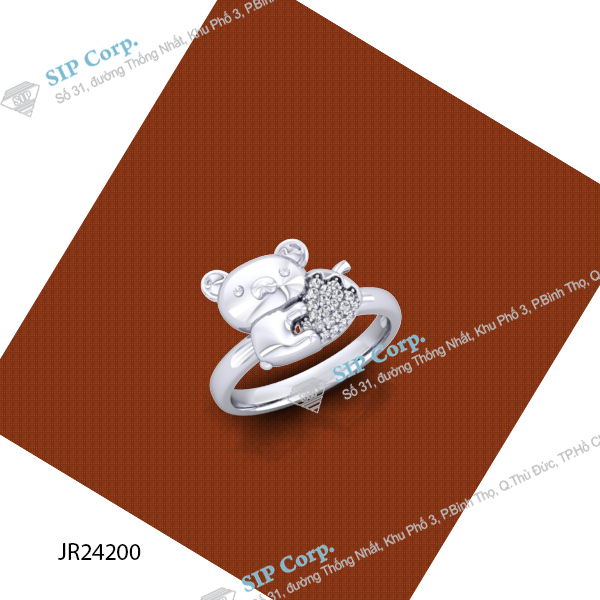 SIP Corp.
Số 31, đường Thống Nhất, Khu Phố 3, P.Bình Thọ, Q.
SIP
SIP Corp.
Số 31, đường Thống Nhất, Khu Phố 3, P.Bình Thọ, Q
SIP Corp.
Số 31, đường Thống Nhất, Khu Phố 3, P.Bình Thọ, Q.Thủ Đức, TP.Hồ
JR24200